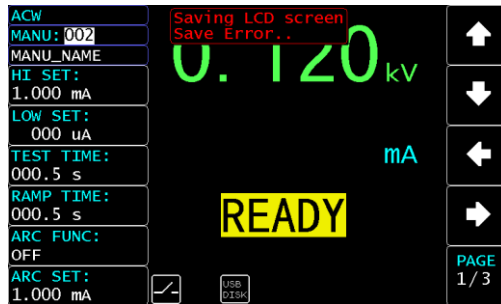 ACW
MANU: 002
MANU_NAME
HI SET:
1.000 mA
LOW SET:
000 uA
TEST TIME:
000.5 s
RAMP TIME:
000.5 s
ARC FUNC:
OFF
ARC SET:
1.000 mA
Saving LCD screen
Save Error..
0.120 kV
mA
READY
USB
DISK
PAGE
1/3